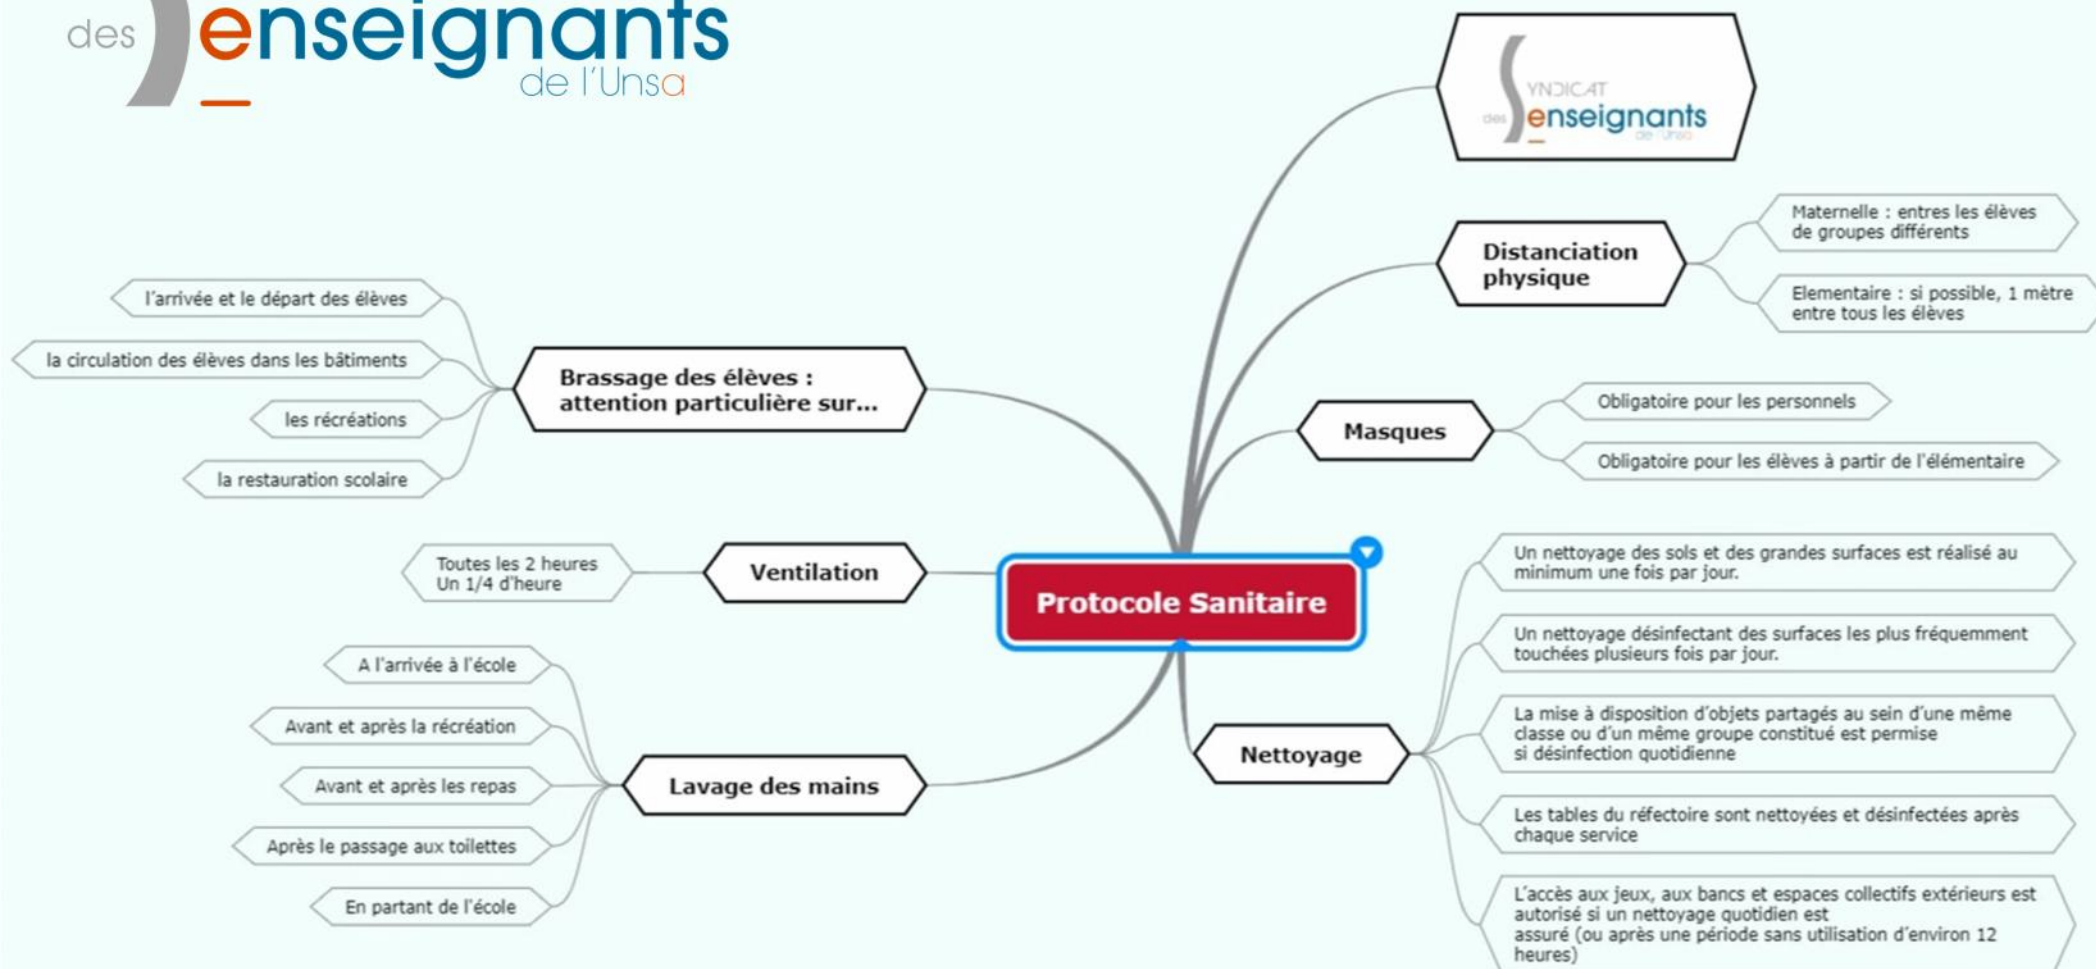 des enseignants
de l'Unsa
SYNDICAT
des enseignants
de l'Unsa
Distanciation
physique
Maternelle : entres les élèves
de groupes différents
Elementaire : si possible, 1 mètre
entre tous les élèves
l'arrivée et le départ des élèves
la circulation des élèves dans les bâtiments
les récréations
la restauration scolaire
Brassage des élèves :
attention particulière sur...
Masques
Obligatoire pour les personnels
Obligatoire pour les élèves à partir de l'élémentaire
Toutes les 2 heures
Un 1/4 d'heure
Ventilation
Protocole Sanitaire
A l'arrivée à l'école
Avant et après la récréation
Avant et après les repas
Après le passage aux toilettes
En partant de l'école
Lavage des mains
Nettoyage
Un nettoyage des sols et des grandes surfaces est réalisé au
minimum une fois par jour.
Un nettoyage désinfectant des surfaces les plus fréquemment
touchées plusieurs fois par jour.
La mise à disposition d'objets partagés au sein d'une même
classe ou d'un même groupe constitué est permise
si désinfection quotidienne
Les tables du réfectoire sont nettoyées et désinfectées après
chaque service
L'accès aux jeux, aux bancs et espaces collectifs extérieurs est
autorisé si un nettoyage quotidien est
assuré (ou après une période sans utilisation d'environ 12
heures)